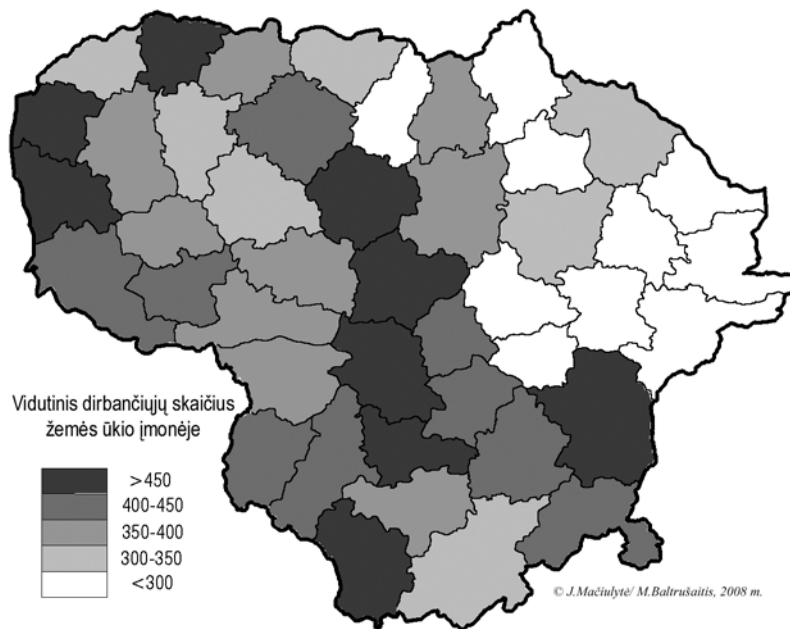 Vidutinis dirbančiųjų skaičius
žemės ūkio įmonėje
>450
400-450
350-400
300-350
<300
© J.Mačiulytė/ M.Baltrušaitis, 2008 m.